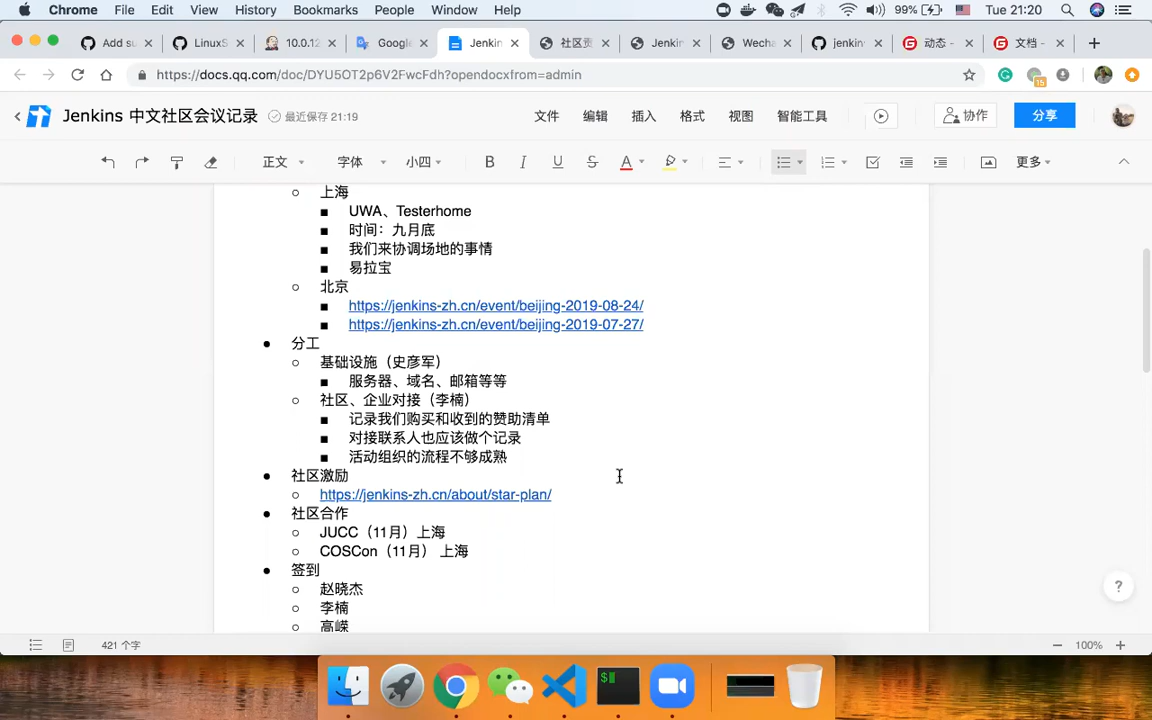 Chrome File Edit View History Bookmarks People Window Help 99% Tue 21:20
Add su LinuxS 10.0.12 Google Jenkin 社区贡 Jenkin Wecha jenkin 动态 - 文档 -
https://docs.qq.com/doc/DYU5OT2p6V2FwcFdh?opendocxfrom=admin 15
Jenkins 中文社区会议记录 最近保存 21:19 文件 编辑 插入 格式 视图 智能工具 协作 分享
正文 字体 小四 B I U S A 更多
上海
UWA、Testerhome
时间：九月底
我们来协调场地的事情
易拉宝
北京
https://jenkins-zh.cn/event/beijing-2019-08-24/
https://jenkins-zh.cn/event/beijing-2019-07-27/
分工
基础设施（史彦军）
服务器、域名、邮箱等等
社区、企业对接（李楠）
记录我们购买和收到的赞助清单
对接联系人也应该做个记录
活动组织的流程不够成熟
社区激励
https://jenkins-zh.cn/about/star-plan/
社区合作
JUCC（11月）上海
COSCon（11月） 上海
签到
赵晓杰
李楠
高嵘
?
421 个字 100%